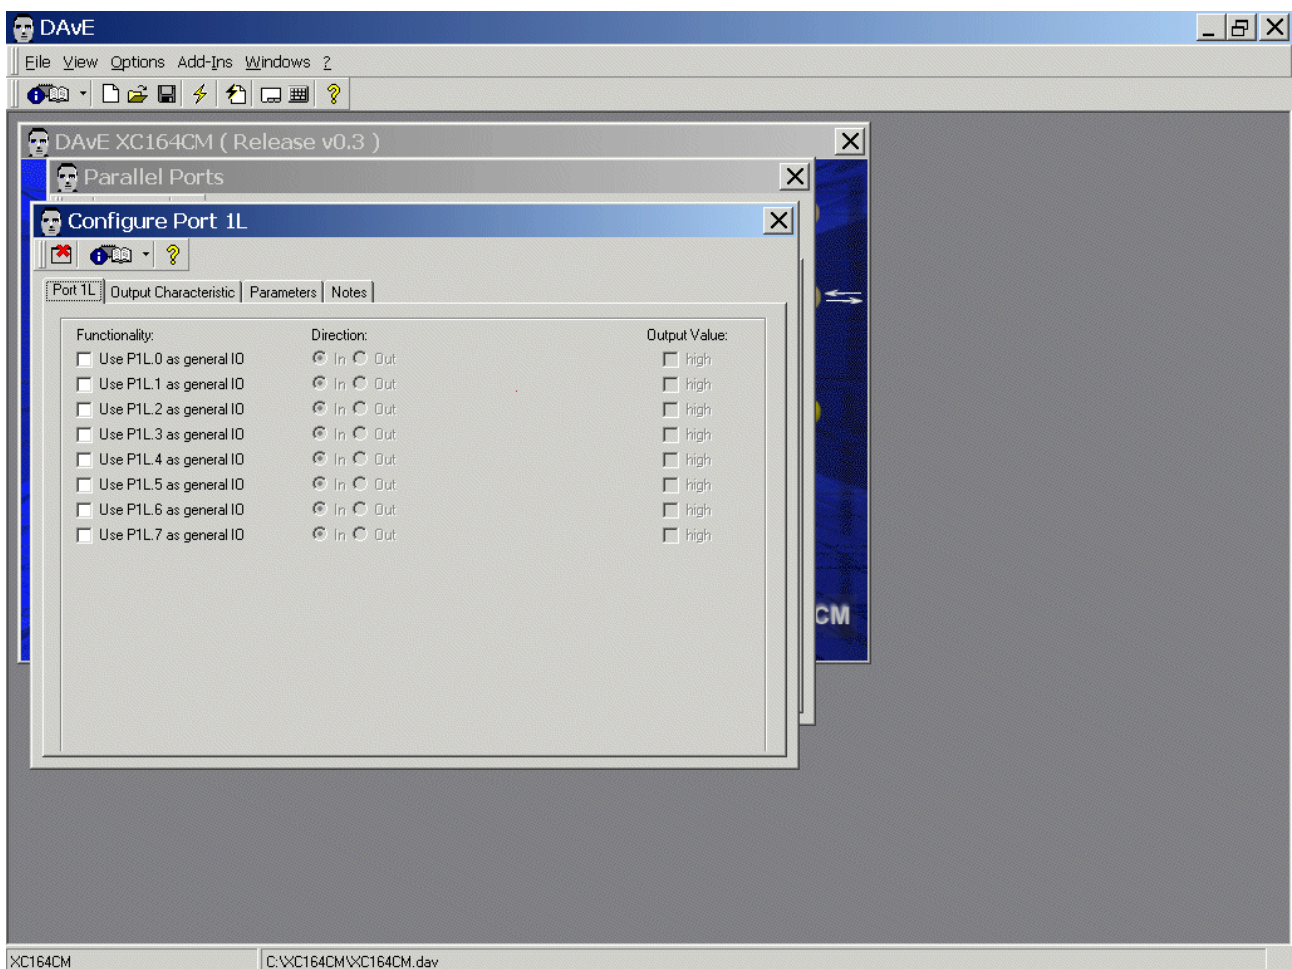 DAvE
File View Options Add-Ins Windows ?
DAvE XC164CM ( Release v0.3 )
Parallel Ports
Configure Port 1L
Port 1L Output Characteristic Parameters Notes
Functionality: Direction: Output Value:
Use P1L.0 as general IO In Out high
Use P1L.1 as general IO In Out high
Use P1L.2 as general IO In Out high
Use P1L.3 as general IO In Out high
Use P1L.4 as general IO In Out high
Use P1L.5 as general IO In Out high
Use P1L.6 as general IO In Out high
Use P1L.7 as general IO In Out high
CM
XC164CM C:\XC164CM\XC164CM.dav